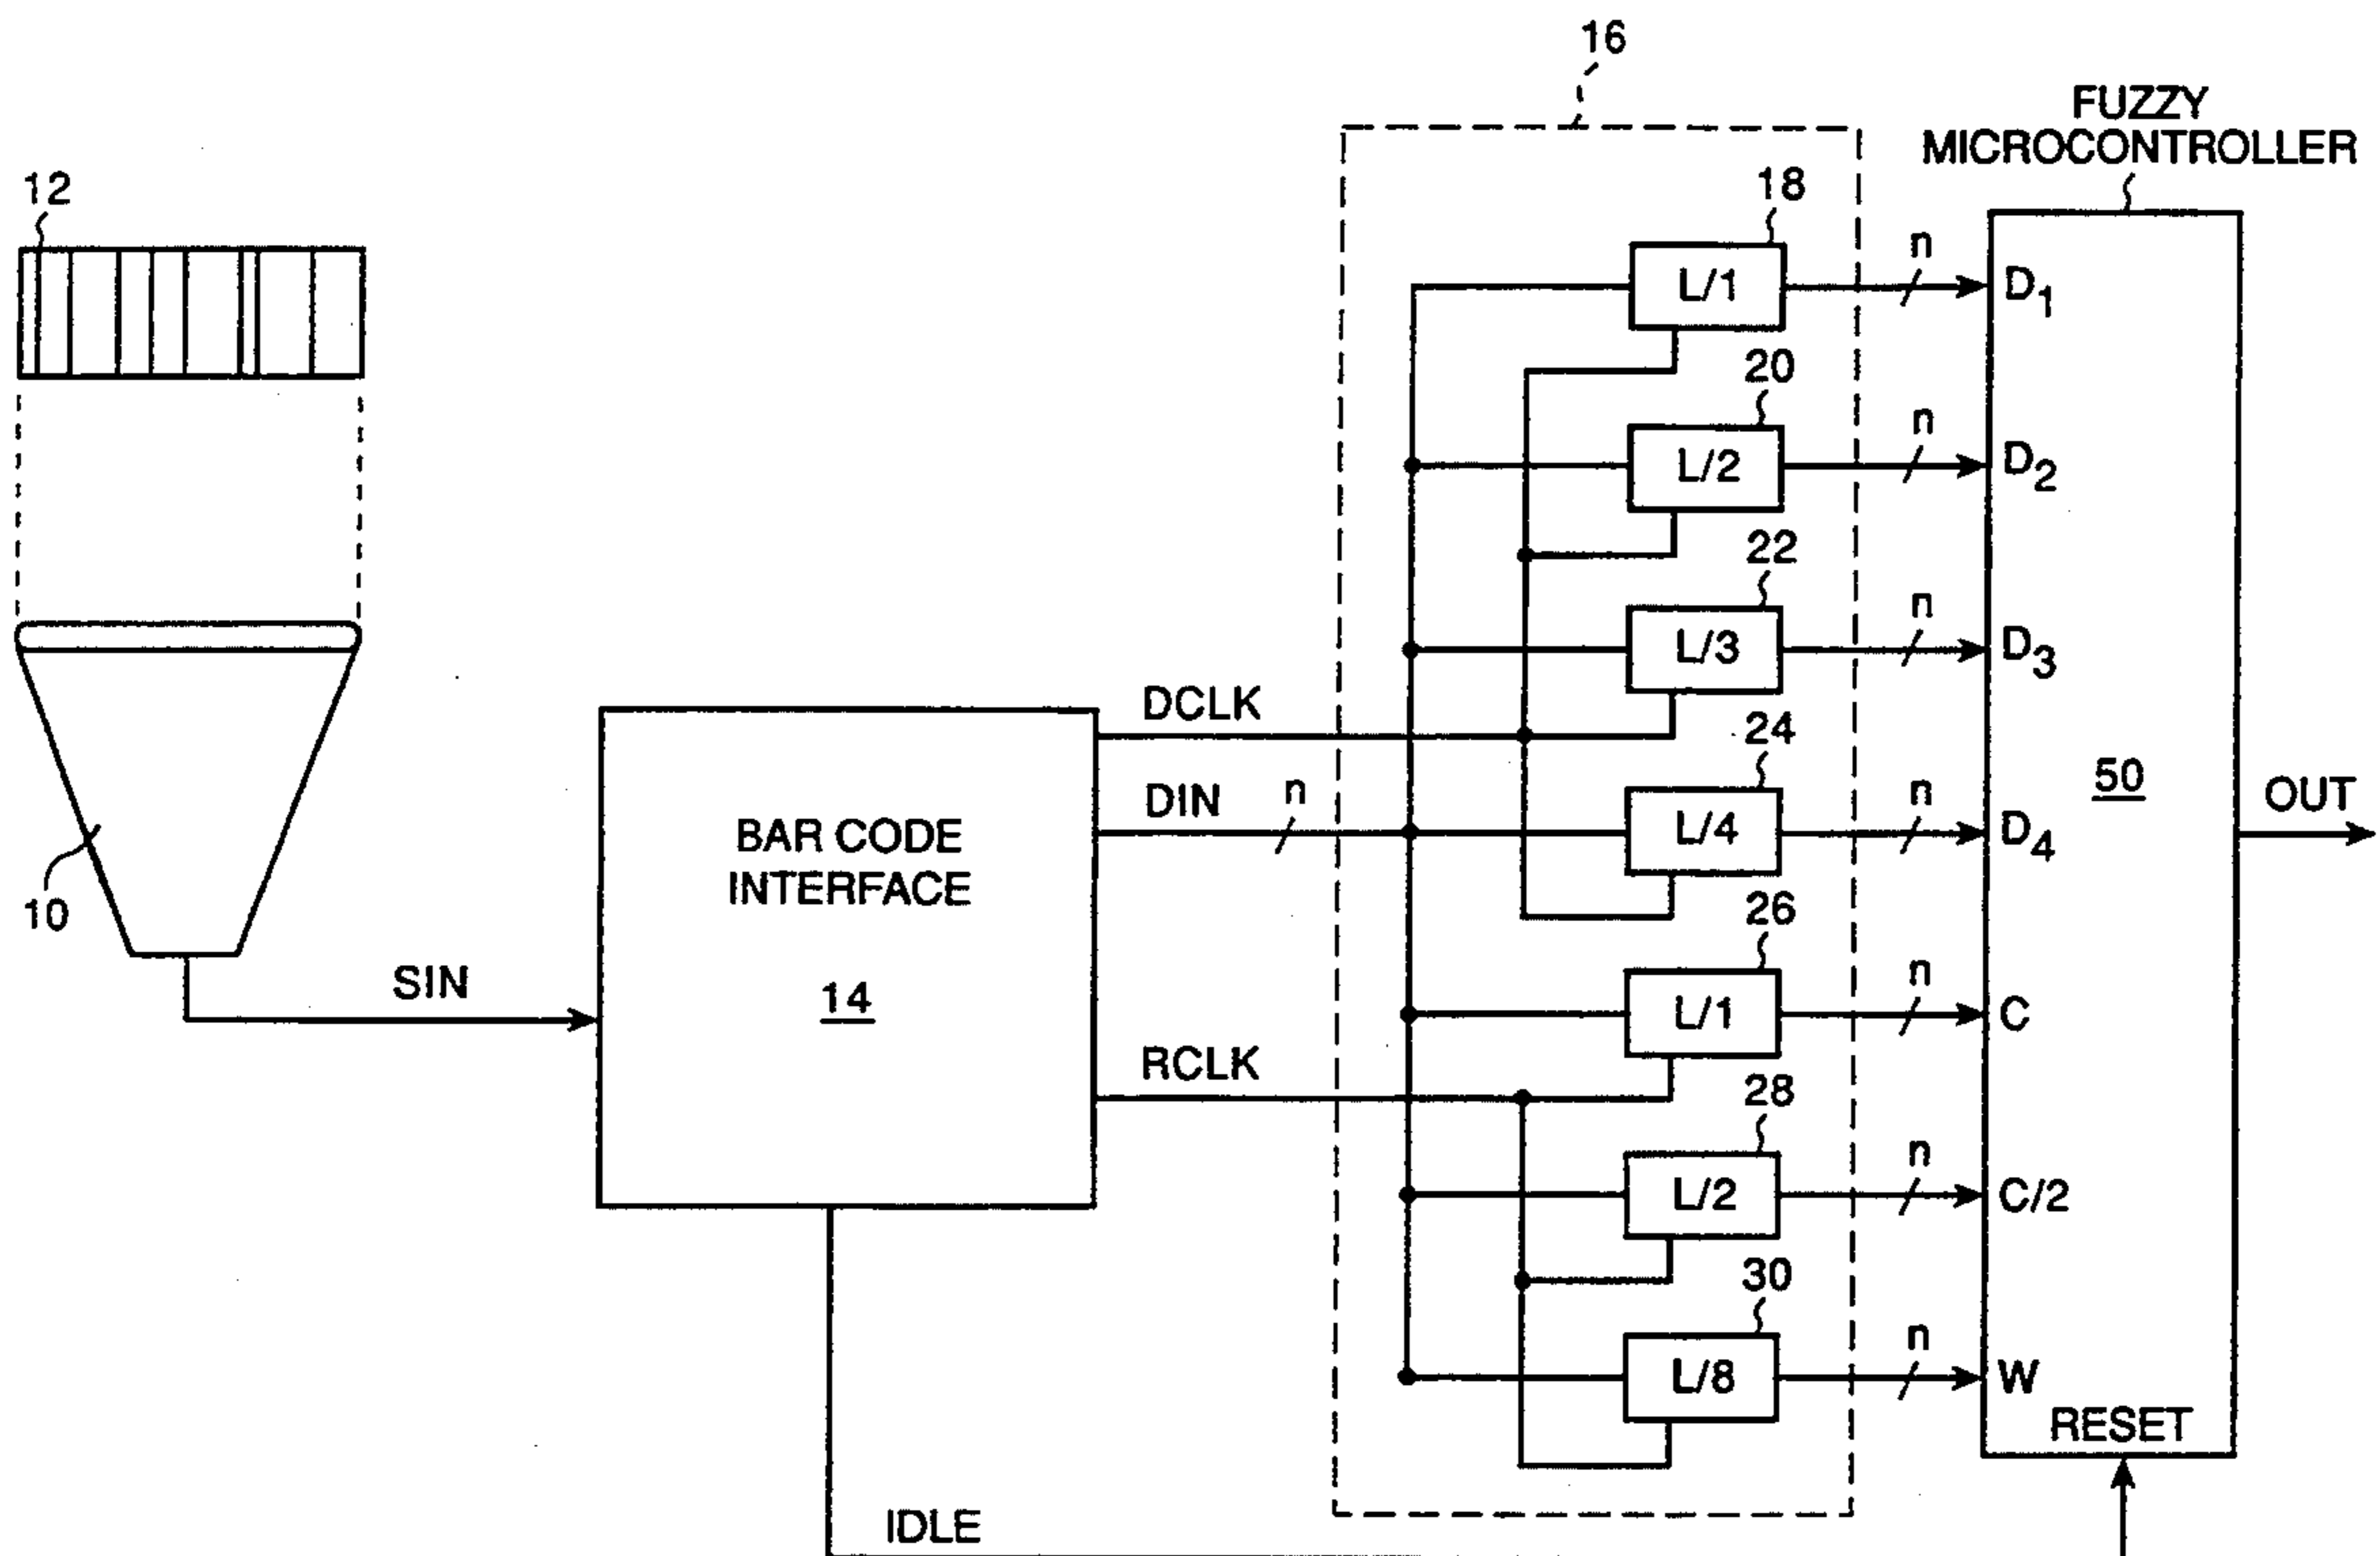 16
FUZZY
MICROCONTROLLER
12
18
L/1
n
D1
20
L/2
n
D2
22
L/3
n
D3
DCLK
24
DIN
n
L/4
n
D4
50
OUT
BAR CODE
INTERFACE
14
10
SIN
26
L/1
n
C
RCLK
28
L/2
n
C/2
30
L/8
n
W
RESET
IDLE